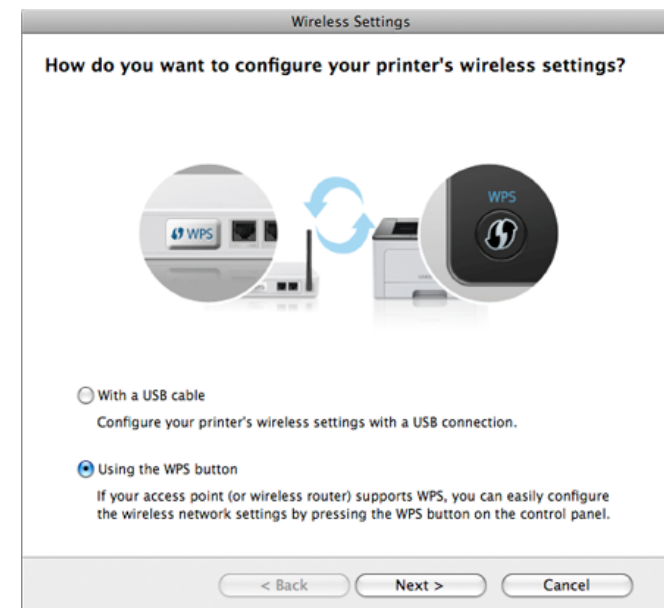 Wireless Settings
How do you want to configure your printer's wireless settings?
WPS
WPS
With a USB cable
Configure your printer's wireless settings with a USB connection.
Using the WPS button
If your access point (or wireless router) supports WPS, you can easily configure
the wireless network settings by pressing the WPS button on the control panel.
< Back
Next >
Cancel